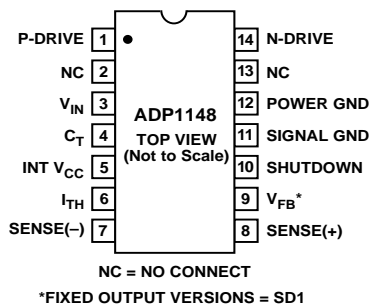 P-DRIVE 1 14 N-DRIVE
NC 2 13 NC
VIN 3 12 POWER GND
ADP1148
CT 4 TOP VIEW 11 SIGNAL GND
(Not to Scale)
INT VCC 5 10 SHUTDOWN
ITH 6 9 VFB*
SENSE(–) 7 8 SENSE(+)
NC = NO CONNECT
*FIXED OUTPUT VERSIONS = SD1